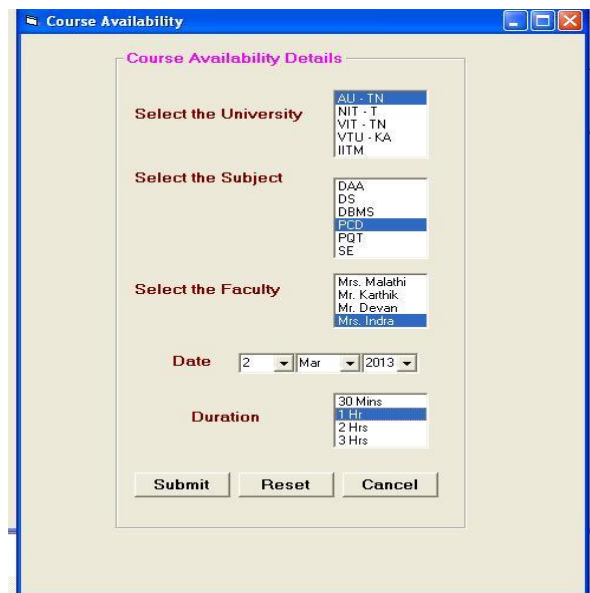 Course Availability
Course Availability Details
Select the University
AU - TN
NIT - T
VIT - TN
VTU - KA
IITM
Select the Subject
DAA
DS
DBMS
PCD
PQT
SE
Select the Faculty
Mrs. Malathi
Mr. Karthik
Mr. Devan
Mrs. Indra
Date 2 Mar 2013
Duration
30 Mins
1 Hr
2 Hrs
3 Hrs
Submit Reset Cancel